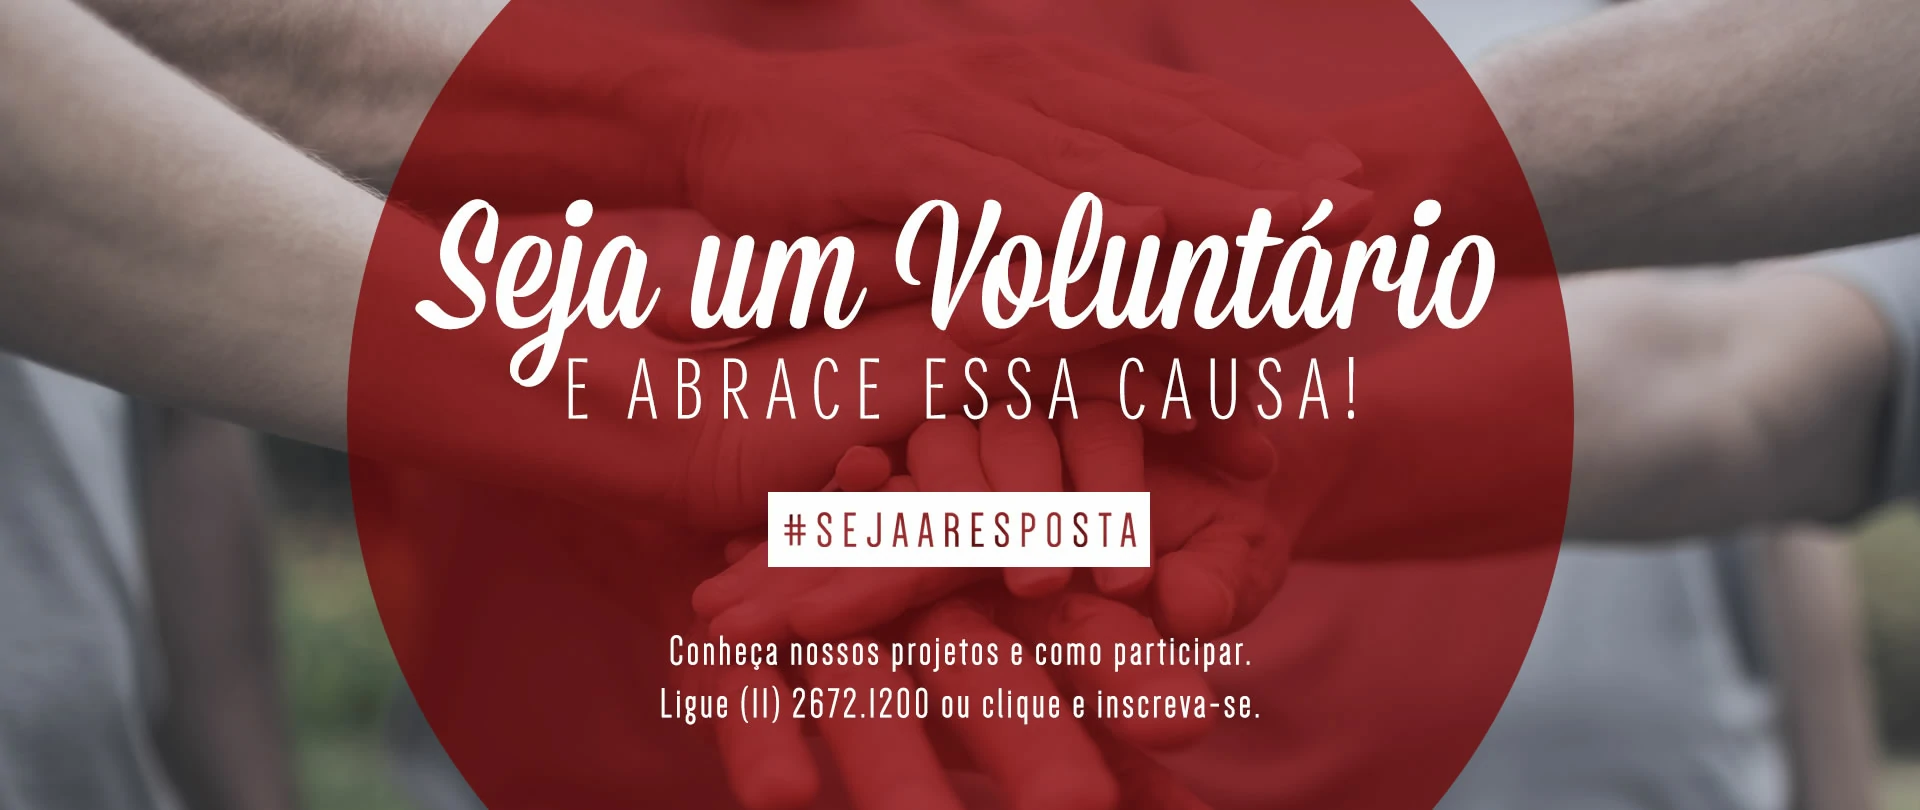 Seja um Voluntário
E ABRACE ESSA CAUSA!
#SEJAARESPOSTA
Conheça nossos projetos e como participar.
Ligue (11) 2672.1200 ou clique e inscreva-se.